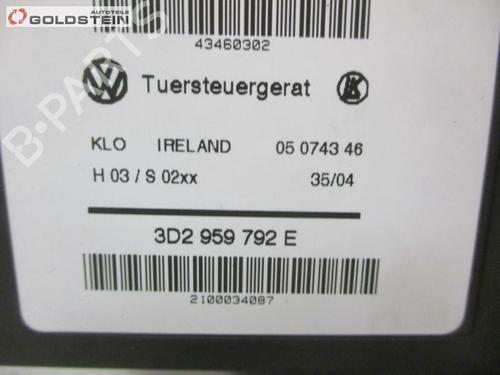 AUTOTEILE
GOLDSTEIN
43460302
Tuersteuergerat
KLO IRELAND 05 0743 46
H 03 / S 02xx 35/04
3D2 959 792 E
2100034087
B-PARTS